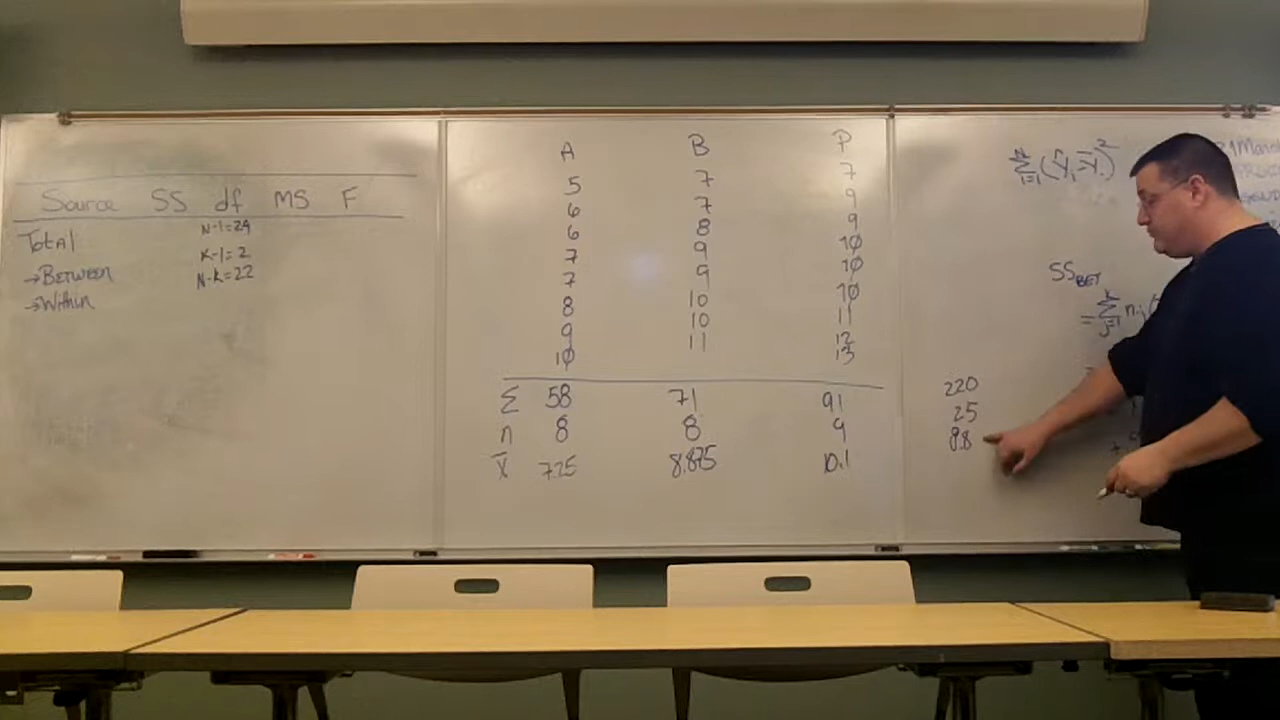 Source SS df MS F
Total N-1=24
→Between K-1=2
→Within N-K=22
A B P
5 7 7
6 7 9
6 8 9
7 9 10
7 9 10
8 10 10
9 10 11
10 11 12
13
Σ 58 71 91
n 8 8 9
x̄ 7.25 8.875 10.1
220
25
8.8
SS BET